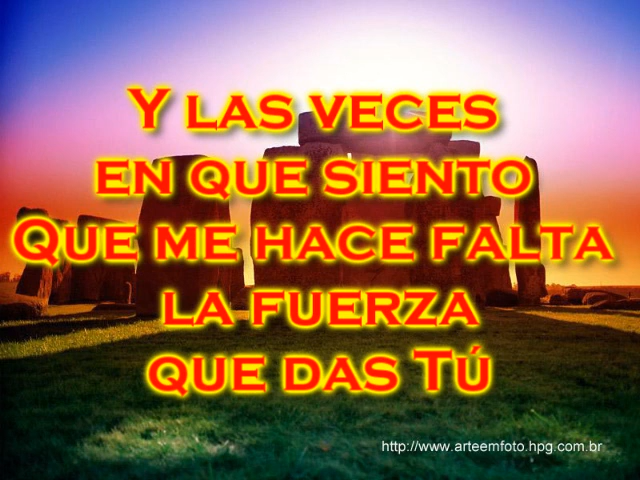 Y LAS VECES
EN QUE SIENTO
QUE ME HACE FALTA
LA FUERZA
QUE DAS TÚ
http://www.arteemfoto.hpg.com.br